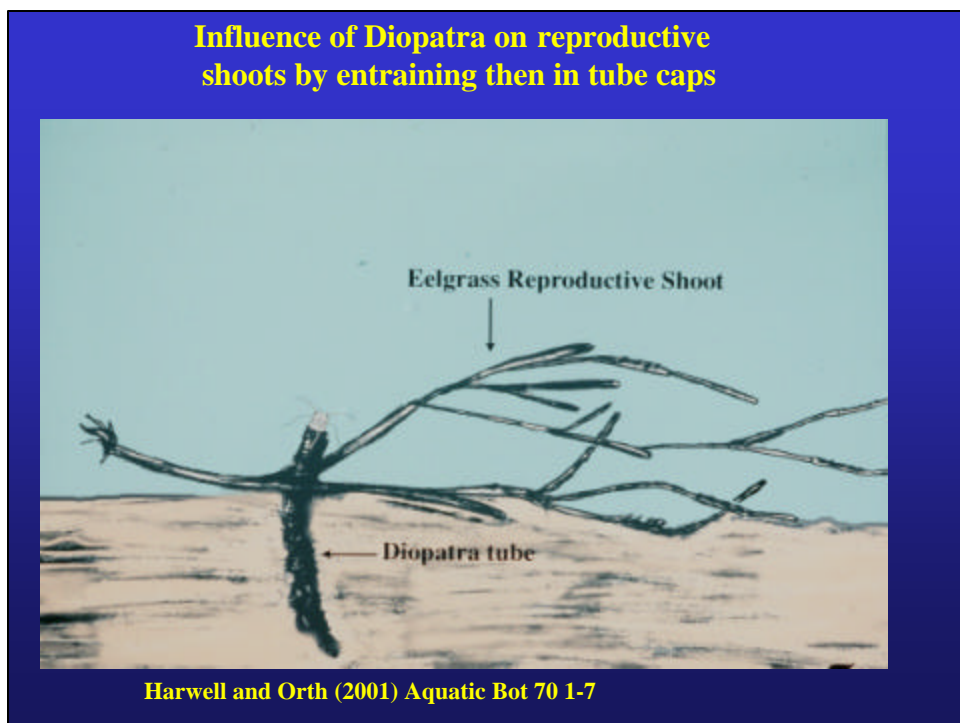 Influence of Diopatra on reproductive
shoots by entraining then in tube caps
Eelgrass Reproductive Shoot
Diopatra tube
Harwell and Orth (2001) Aquatic Bot 70 1-7